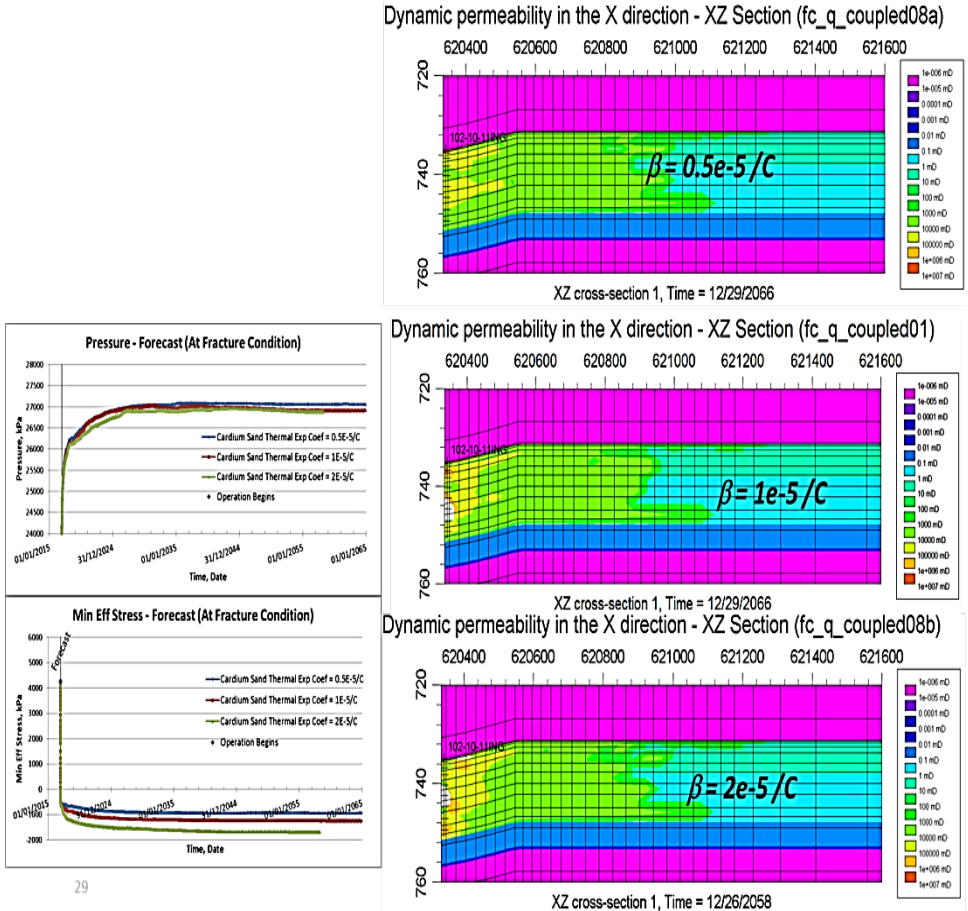 Dynamic permeability in the X direction - XZ Section (fc_q_coupled08a)
620400 620600 620800 621000 621200 621400 621600
720
740
760
102-10-11ING
β = 0.5e-5 /C
1e-006 mD
1e-005 mD
0.0001 mD
0.001 mD
0.01 mD
0.1 mD
1 mD
10 mD
100 mD
1000 mD
10000 mD
100000 mD
1e+006 mD
1e+007 mD
XZ cross-section 1, Time = 12/29/2066
Pressure - Forecast (At Fracture Condition)
28000
27000
26000
25000
24000
Pressure, kPa
Cardium Sand Thermal Exp Coef = 0.5E-5/C
Cardium Sand Thermal Exp Coef = 1E-5/C
Cardium Sand Thermal Exp Coef = 2E-5/C
Operation Begins
01/01/2015 31/12/2024 01/01/2035 31/12/2044 01/01/2055 01/01/2065
Time, Date
Dynamic permeability in the X direction - XZ Section (fc_q_coupled01)
620400 620600 620800 621000 621200 621400 621600
720
740
760
102-10-11ING
β = 1e-5 /C
1e-006 mD
1e-005 mD
0.0001 mD
0.001 mD
0.01 mD
0.1 mD
1 mD
10 mD
100 mD
1000 mD
10000 mD
100000 mD
1e+006 mD
1e+007 mD
XZ cross-section 1, Time = 12/29/2066
Min Eff Stress - Forecast (At Fracture Condition)
6000
5000
4000
3000
2000
1000
0
-1000
-2000
Min Eff Stress, kPa
Forecast
Cardium Sand Thermal Exp Coef = 0.5E-5/C
Cardium Sand Thermal Exp Coef = 1E-5/C
Cardium Sand Thermal Exp Coef = 2E-5/C
Operation Begins
01/01/2015 31/12/2024 01/01/2035 31/12/2044 01/01/2055 01/01/2065
Time, Date
Dynamic permeability in the X direction - XZ Section (fc_q_coupled08b)
620400 620600 620800 621000 621200 621400 621600
720
740
760
102-10-11ING
β = 2e-5 /C
1e-006 mD
1e-005 mD
0.0001 mD
0.001 mD
0.01 mD
0.1 mD
1 mD
10 mD
100 mD
1000 mD
10000 mD
100000 mD
1e+006 mD
1e+007 mD
XZ cross-section 1, Time = 12/26/2058
29